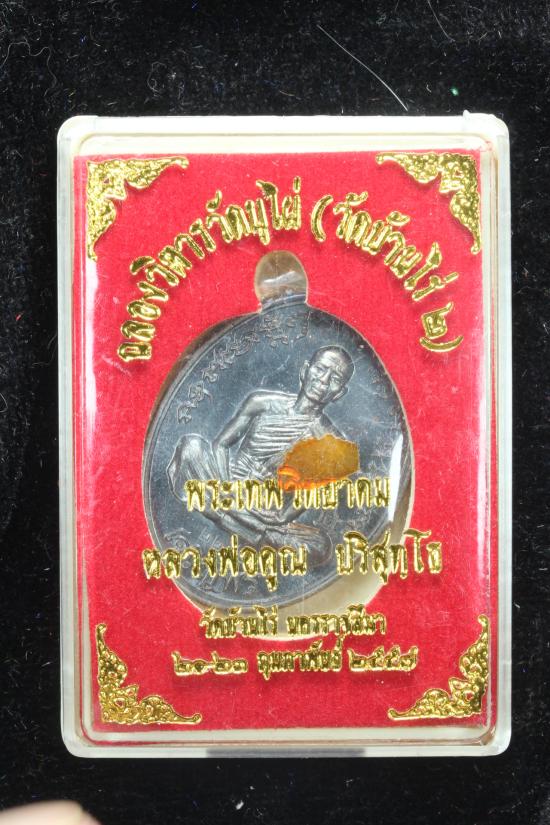 ฉลองวิหารวัดบุไผ่ (วัดบ้านไร่ ๒)
พระเทพวิทยาคม
หลวงพ่อคูณ ปริสุทโธ
วัดบ้านไร่ นครราชสีมา
๒๑-๒๓ กุมภาพันธ์ ๒๕๕๗